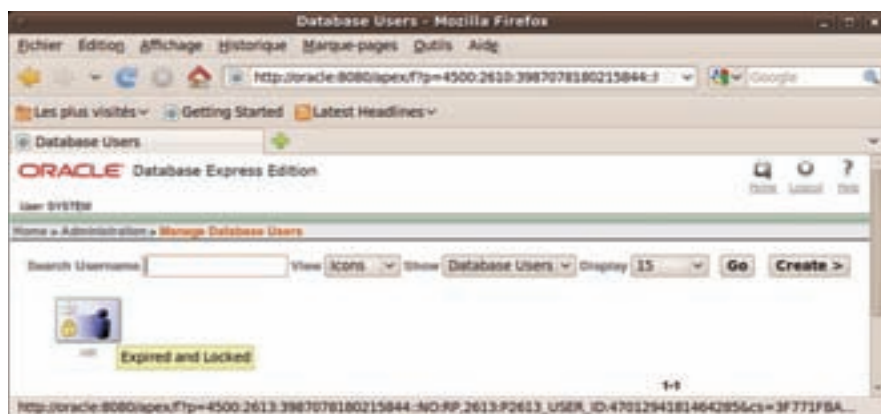 Database Users - Mozilla Firefox
Fichier Edition Affichage Historique Marque-pages Outils Aide
http://oracle:8080/apex/f?p=4500:2610:3987078180215844:: Google
Les plus visités Getting Started Latest Headlines
Database Users
ORACLE Database Express Edition
Home Logout Help
User SYSTEM
Home > Administration > Manage Database Users
Search Username View Icons Show Database Users Display 15 Go Create >
Expired and Locked
1-1
http://oracle:8080/apex/f?p=4500:2613:3987078180215844::NO:RP,2613:P2613_USER_ID:4701294181464285&cs=3F771FBA...